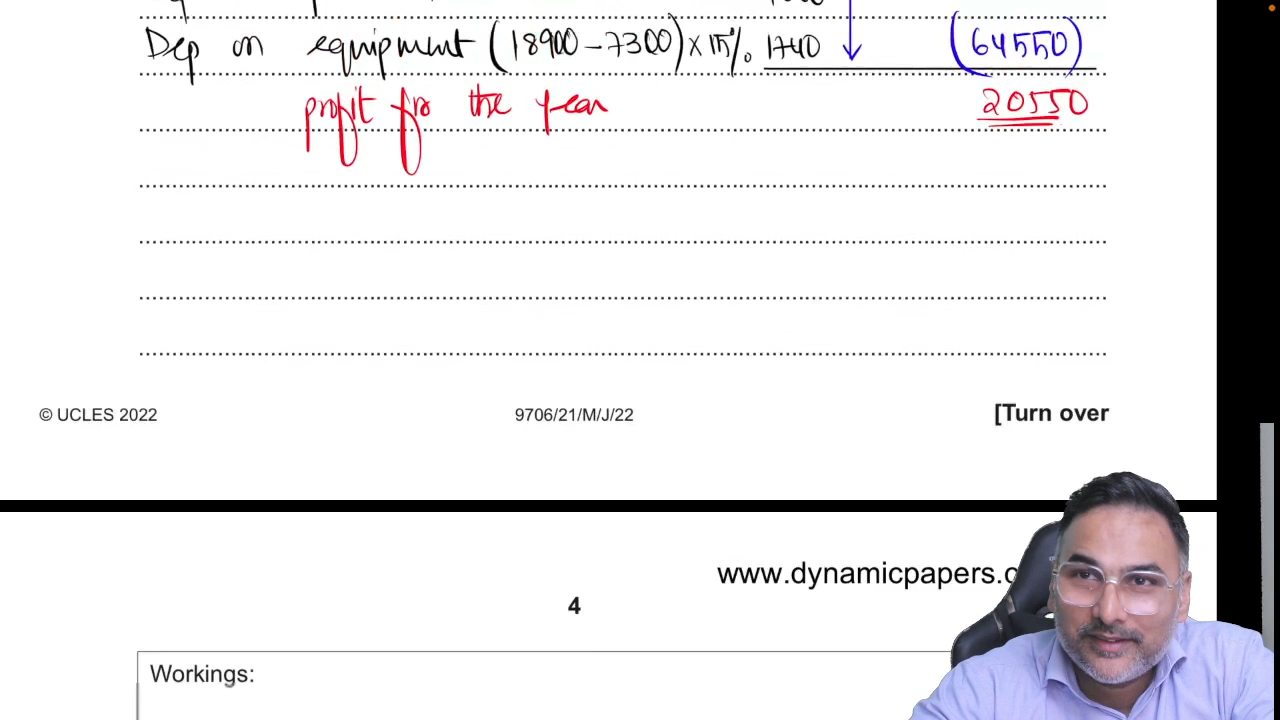 Dep on equipment (18900-7300) × 15% 1740 (64550)
profit for the year 20550
© UCLES 2022 9706/21/M/J/22 [Turn over
www.dynamicpapers.c
4
Workings: